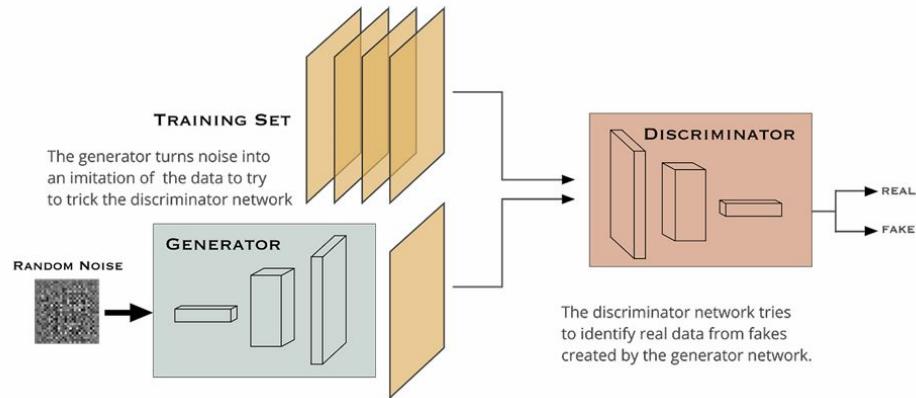 TRAINING SET
The generator turns noise into
an imitation of the data to try
to trick the discriminator network
DISCRIMINATOR
REAL
FAKE
GENERATOR
RANDOM NOISE
The discriminator network tries
to identify real data from fakes
created by the generator network.